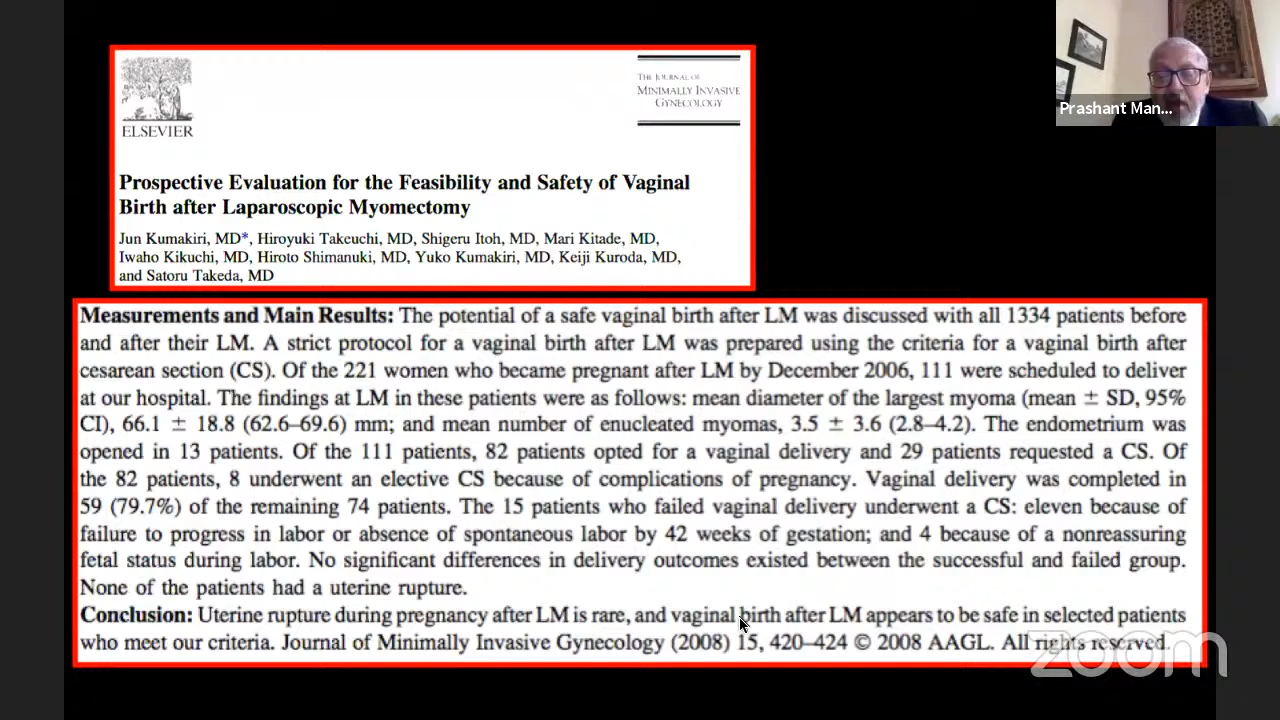 ELSEVIER
THE JOURNAL OF
MINIMALLY INVASIVE
GYNECOLOGY
Prospective Evaluation for the Feasibility and Safety of Vaginal
Birth after Laparoscopic Myomectomy
Jun Kumakiri, MD*, Hiroyuki Takeuchi, MD, Shigeru Itoh, MD, Mari Kitade, MD,
Iwaho Kikuchi, MD, Hiroto Shimanuki, MD, Yuko Kumakiri, MD, Keiji Kuroda, MD,
and Satoru Takeda, MD
Measurements and Main Results: The potential of a safe vaginal birth after LM was discussed with all 1334 patients before
and after their LM. A strict protocol for a vaginal birth after LM was prepared using the criteria for a vaginal birth after
cesarean section (CS). Of the 221 women who became pregnant after LM by December 2006, 111 were scheduled to deliver
at our hospital. The findings at LM in these patients were as follows: mean diameter of the largest myoma (mean ± SD, 95%
CI), 66.1 ± 18.8 (62.6–69.6) mm; and mean number of enucleated myomas, 3.5 ± 3.6 (2.8–4.2). The endometrium was
opened in 13 patients. Of the 111 patients, 82 patients opted for a vaginal delivery and 29 patients requested a CS. Of
the 82 patients, 8 underwent an elective CS because of complications of pregnancy. Vaginal delivery was completed in
59 (79.7%) of the remaining 74 patients. The 15 patients who failed vaginal delivery underwent a CS: eleven because of
failure to progress in labor or absence of spontaneous labor by 42 weeks of gestation; and 4 because of a nonreassuring
fetal status during labor. No significant differences in delivery outcomes existed between the successful and failed group.
None of the patients had a uterine rupture.
Conclusion: Uterine rupture during pregnancy after LM is rare, and vaginal birth after LM appears to be safe in selected patients
who meet our criteria. Journal of Minimally Invasive Gynecology (2008) 15, 420–424 © 2008 AAGL. All rights reserved.
Prashant Man...
zoom